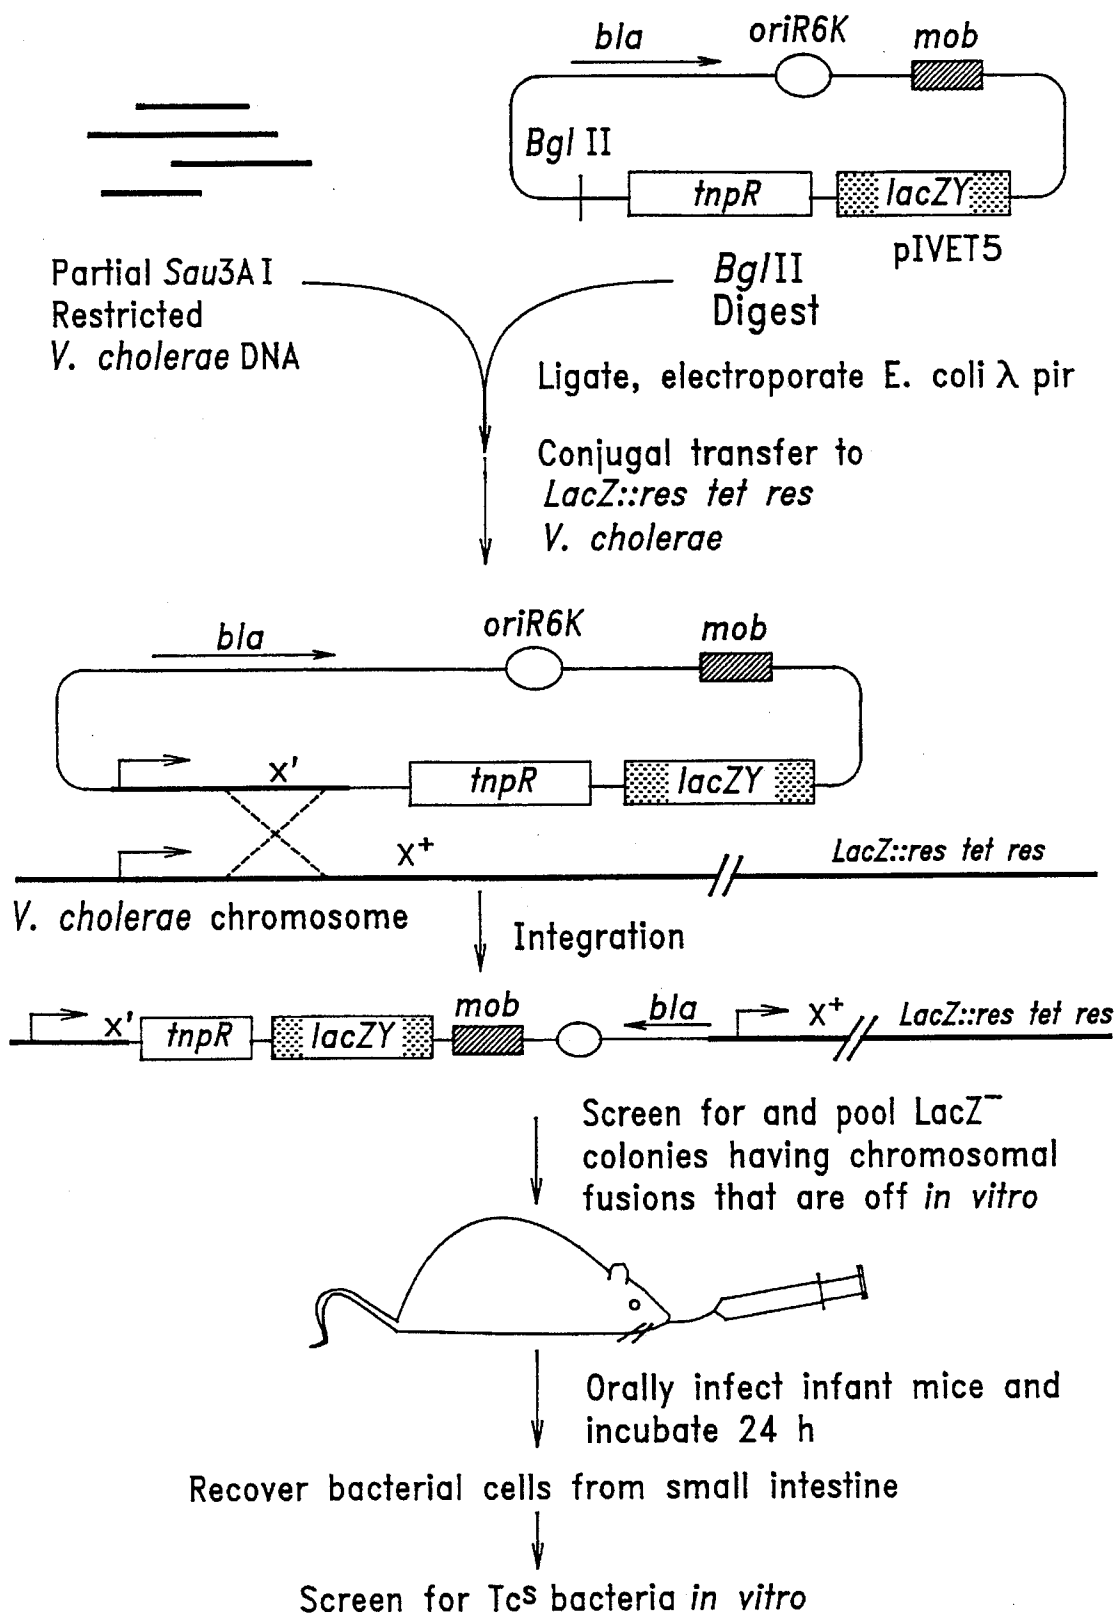 bla
oriR6K
mob
Bgl II
tnpR
lacZY
pIVET5
Partial Sau3A I
Restricted
V. cholerae DNA
BglII
Digest
Ligate, electroporate E. coli λ pir
Conjugal transfer to
LacZ::res tet res
V. cholerae
bla
oriR6K
mob
x'
tnpR
lacZY
x+
LacZ::res tet res
V. cholerae chromosome
Integration
x'
tnpR
lacZY
mob
bla
x+
LacZ::res tet res
Screen for and pool LacZ⁻
colonies having chromosomal
fusions that are off in vitro
Orally infect infant mice and
incubate 24 h
Recover bacterial cells from small intestine
Screen for Tcˢ bacteria in vitro